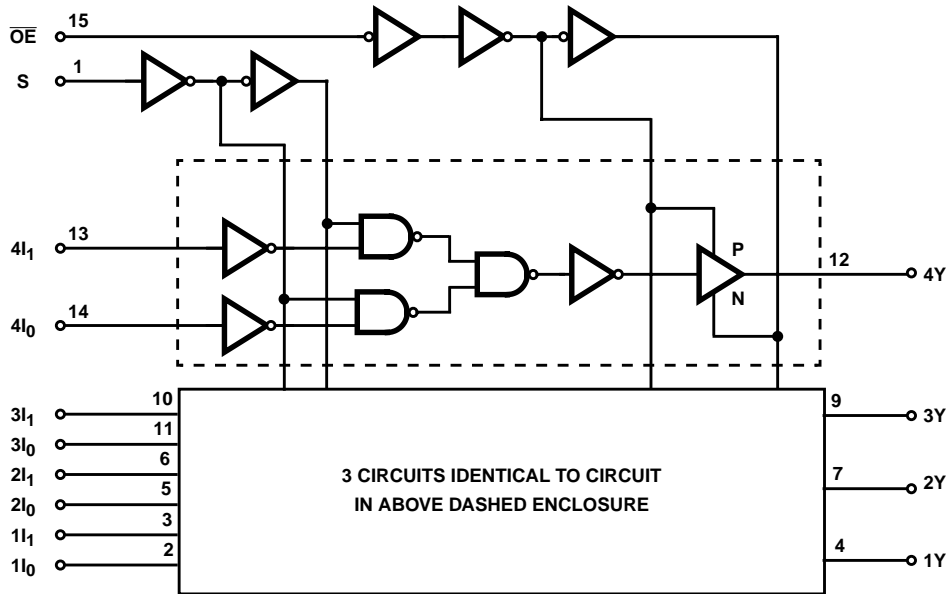 O̅E̅ 15
S 1
4I₁ 13
P
N
12 4Y
4I₀ 14
3I₁ 10
3I₀ 11
2I₁ 6
2I₀ 5
1I₁ 3
1I₀ 2
3 CIRCUITS IDENTICAL TO CIRCUIT
IN ABOVE DASHED ENCLOSURE
9 3Y
7 2Y
4 1Y